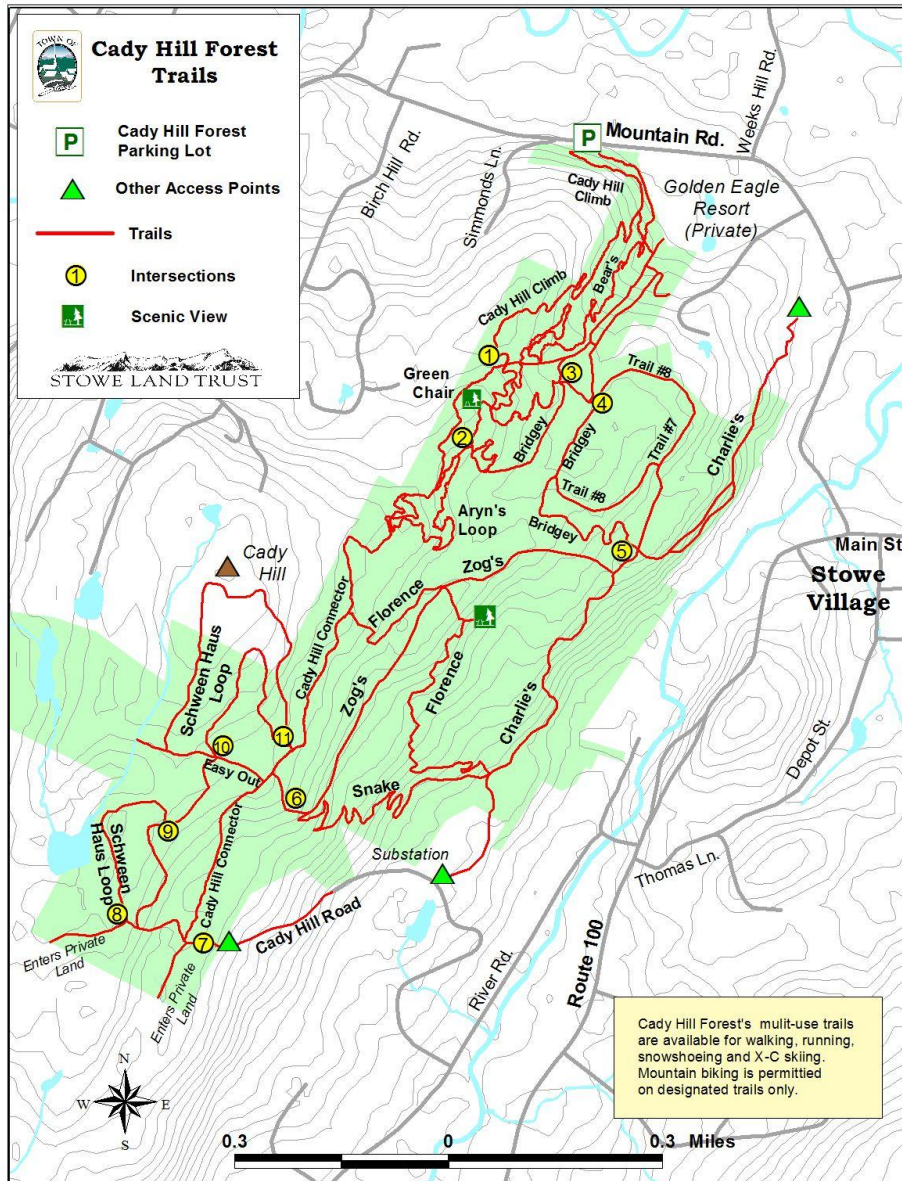 TOWN OF
Cady Hill Forest
Trails
P
Cady Hill Forest
Parking Lot
Other Access Points
Trails
1
Intersections
Scenic View
STOWE LAND TRUST
P
Mountain Rd.
Weeks Hill Rd.
Birch Hill Rd.
Simmonds Ln.
Cady Hill
Climb
Golden Eagle
Resort
(Private)
Bear's
Cady Hill Climb
1
Green
Chair
3
Trail #8
4
2
Bridgey
Bridgey
Trail #7
Charlie's
Trail #8
Aryn's
Loop
Bridgey
5
Main St
Stowe
Village
Cady
Hill
Zog's
Florence
Cady Hill Connector
Schween Haus
Loop
Zog's
Florence
Charlie's
Depot St.
11
10
Easy Out
6
Snake
9
Schween
Haus Loop
Cady Hill Connector
Substation
Thomas Ln.
8
7
Cady Hill Road
Enters Private
Land
Enters Private
Land
River Rd.
Route 100
Cady Hill Forest's mulit-use trails
are available for walking, running,
snowshoeing and X-C skiing.
Mountain biking is permittied
on designated trails only.
N
W
E
S
0.3
0
0.3 Miles